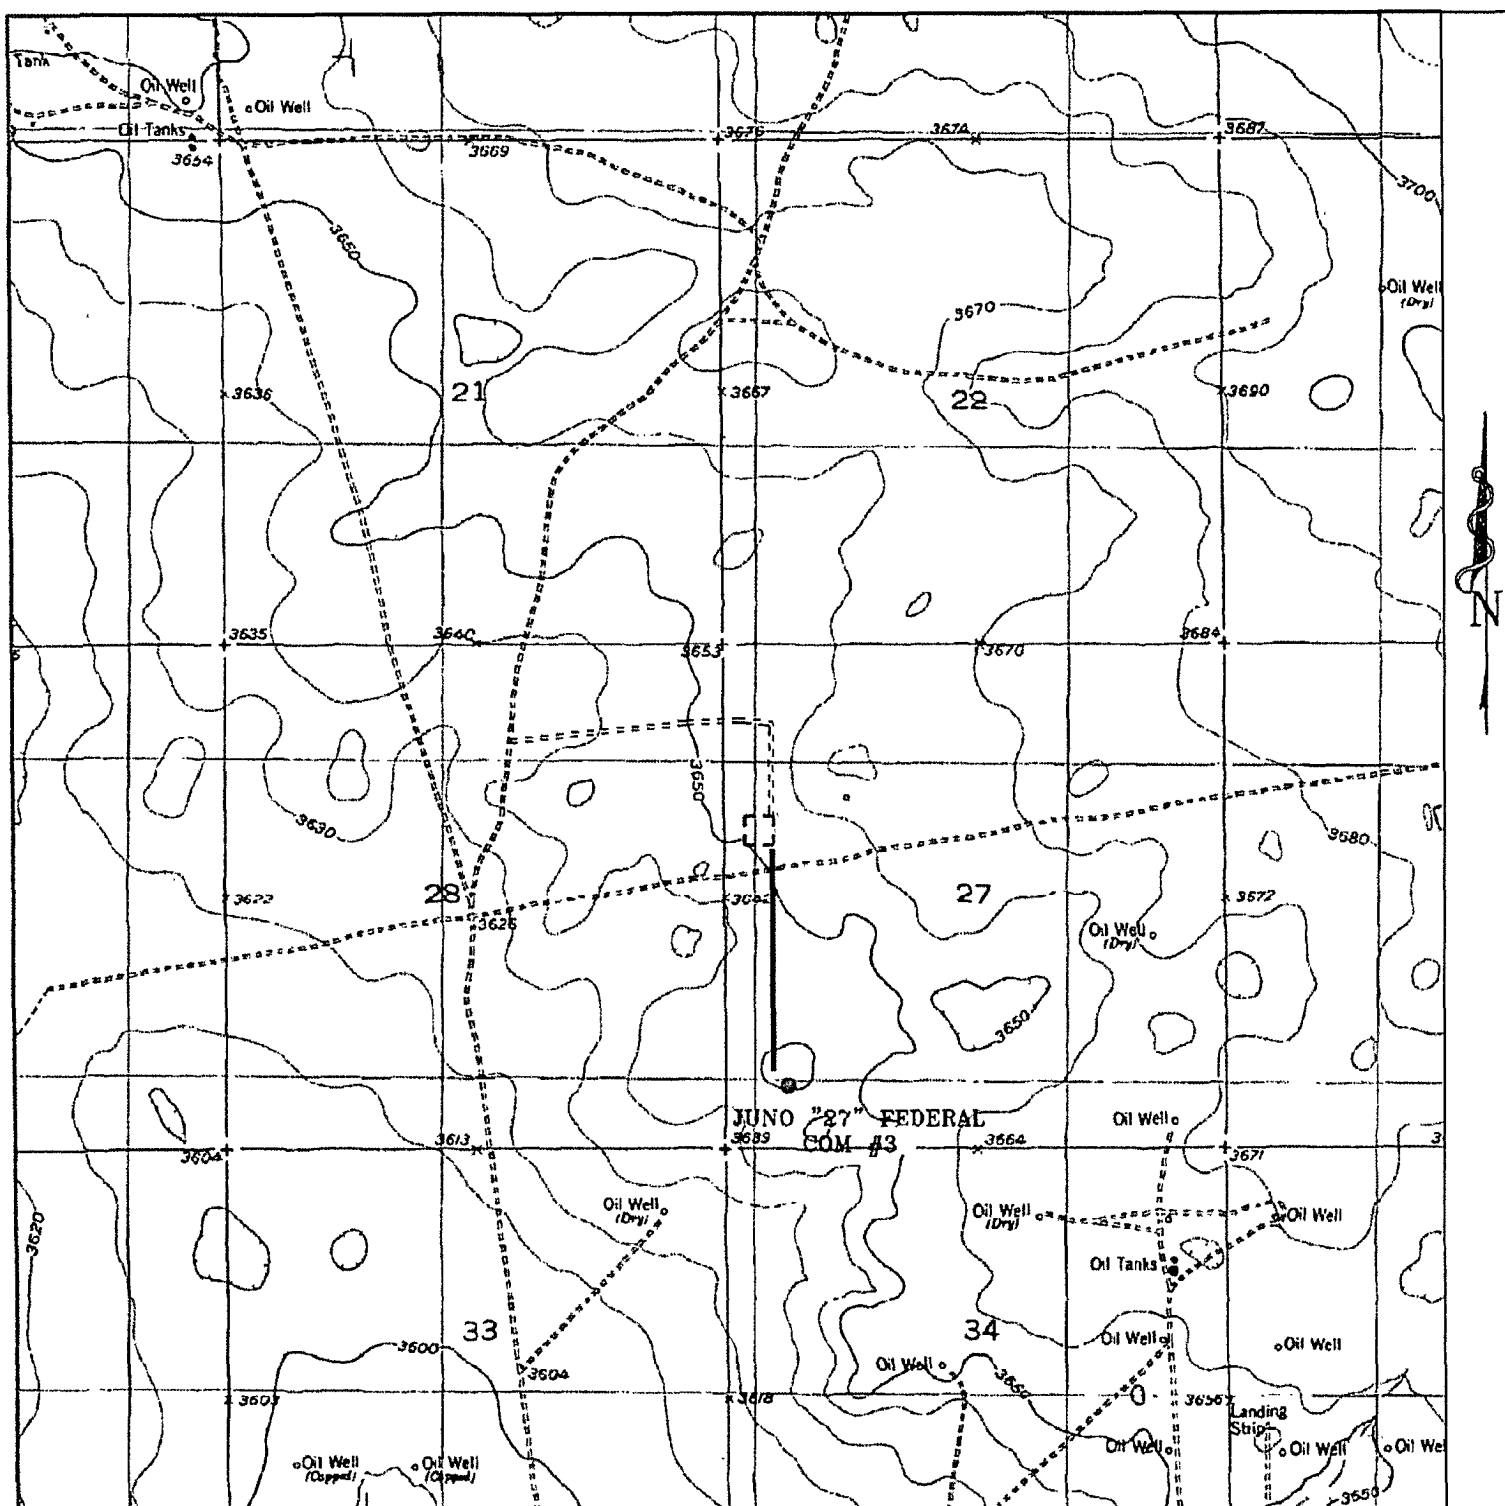 Tank
Oil Well
Oil Well
Oil Tanks
3654
3669
3676
3674
3687
3700
3650
Oil Well
(Dry)
3670
3636
21
3667
22
3690
3635
3640
3653
3670
3684
N
3650
3630
3680
3622
28
3626
27
3672
Oil Well
(Dry)
3650
JUNO "27" FEDERAL
COM #3
Oil Well
3604
3613
3639
3664
3671
3620
Oil Well
(Dry)
Oil Well
(Dry)
Oil Well
Oil Tanks
33
34
3600
Oil Well
Oil Well
Oil Well
3604
3650
3603
3618
Landing
Strip
Oil Well
(Capped)
Oil Well
(Capped)
Oil Well
Oil Well
Oil Wel
3650